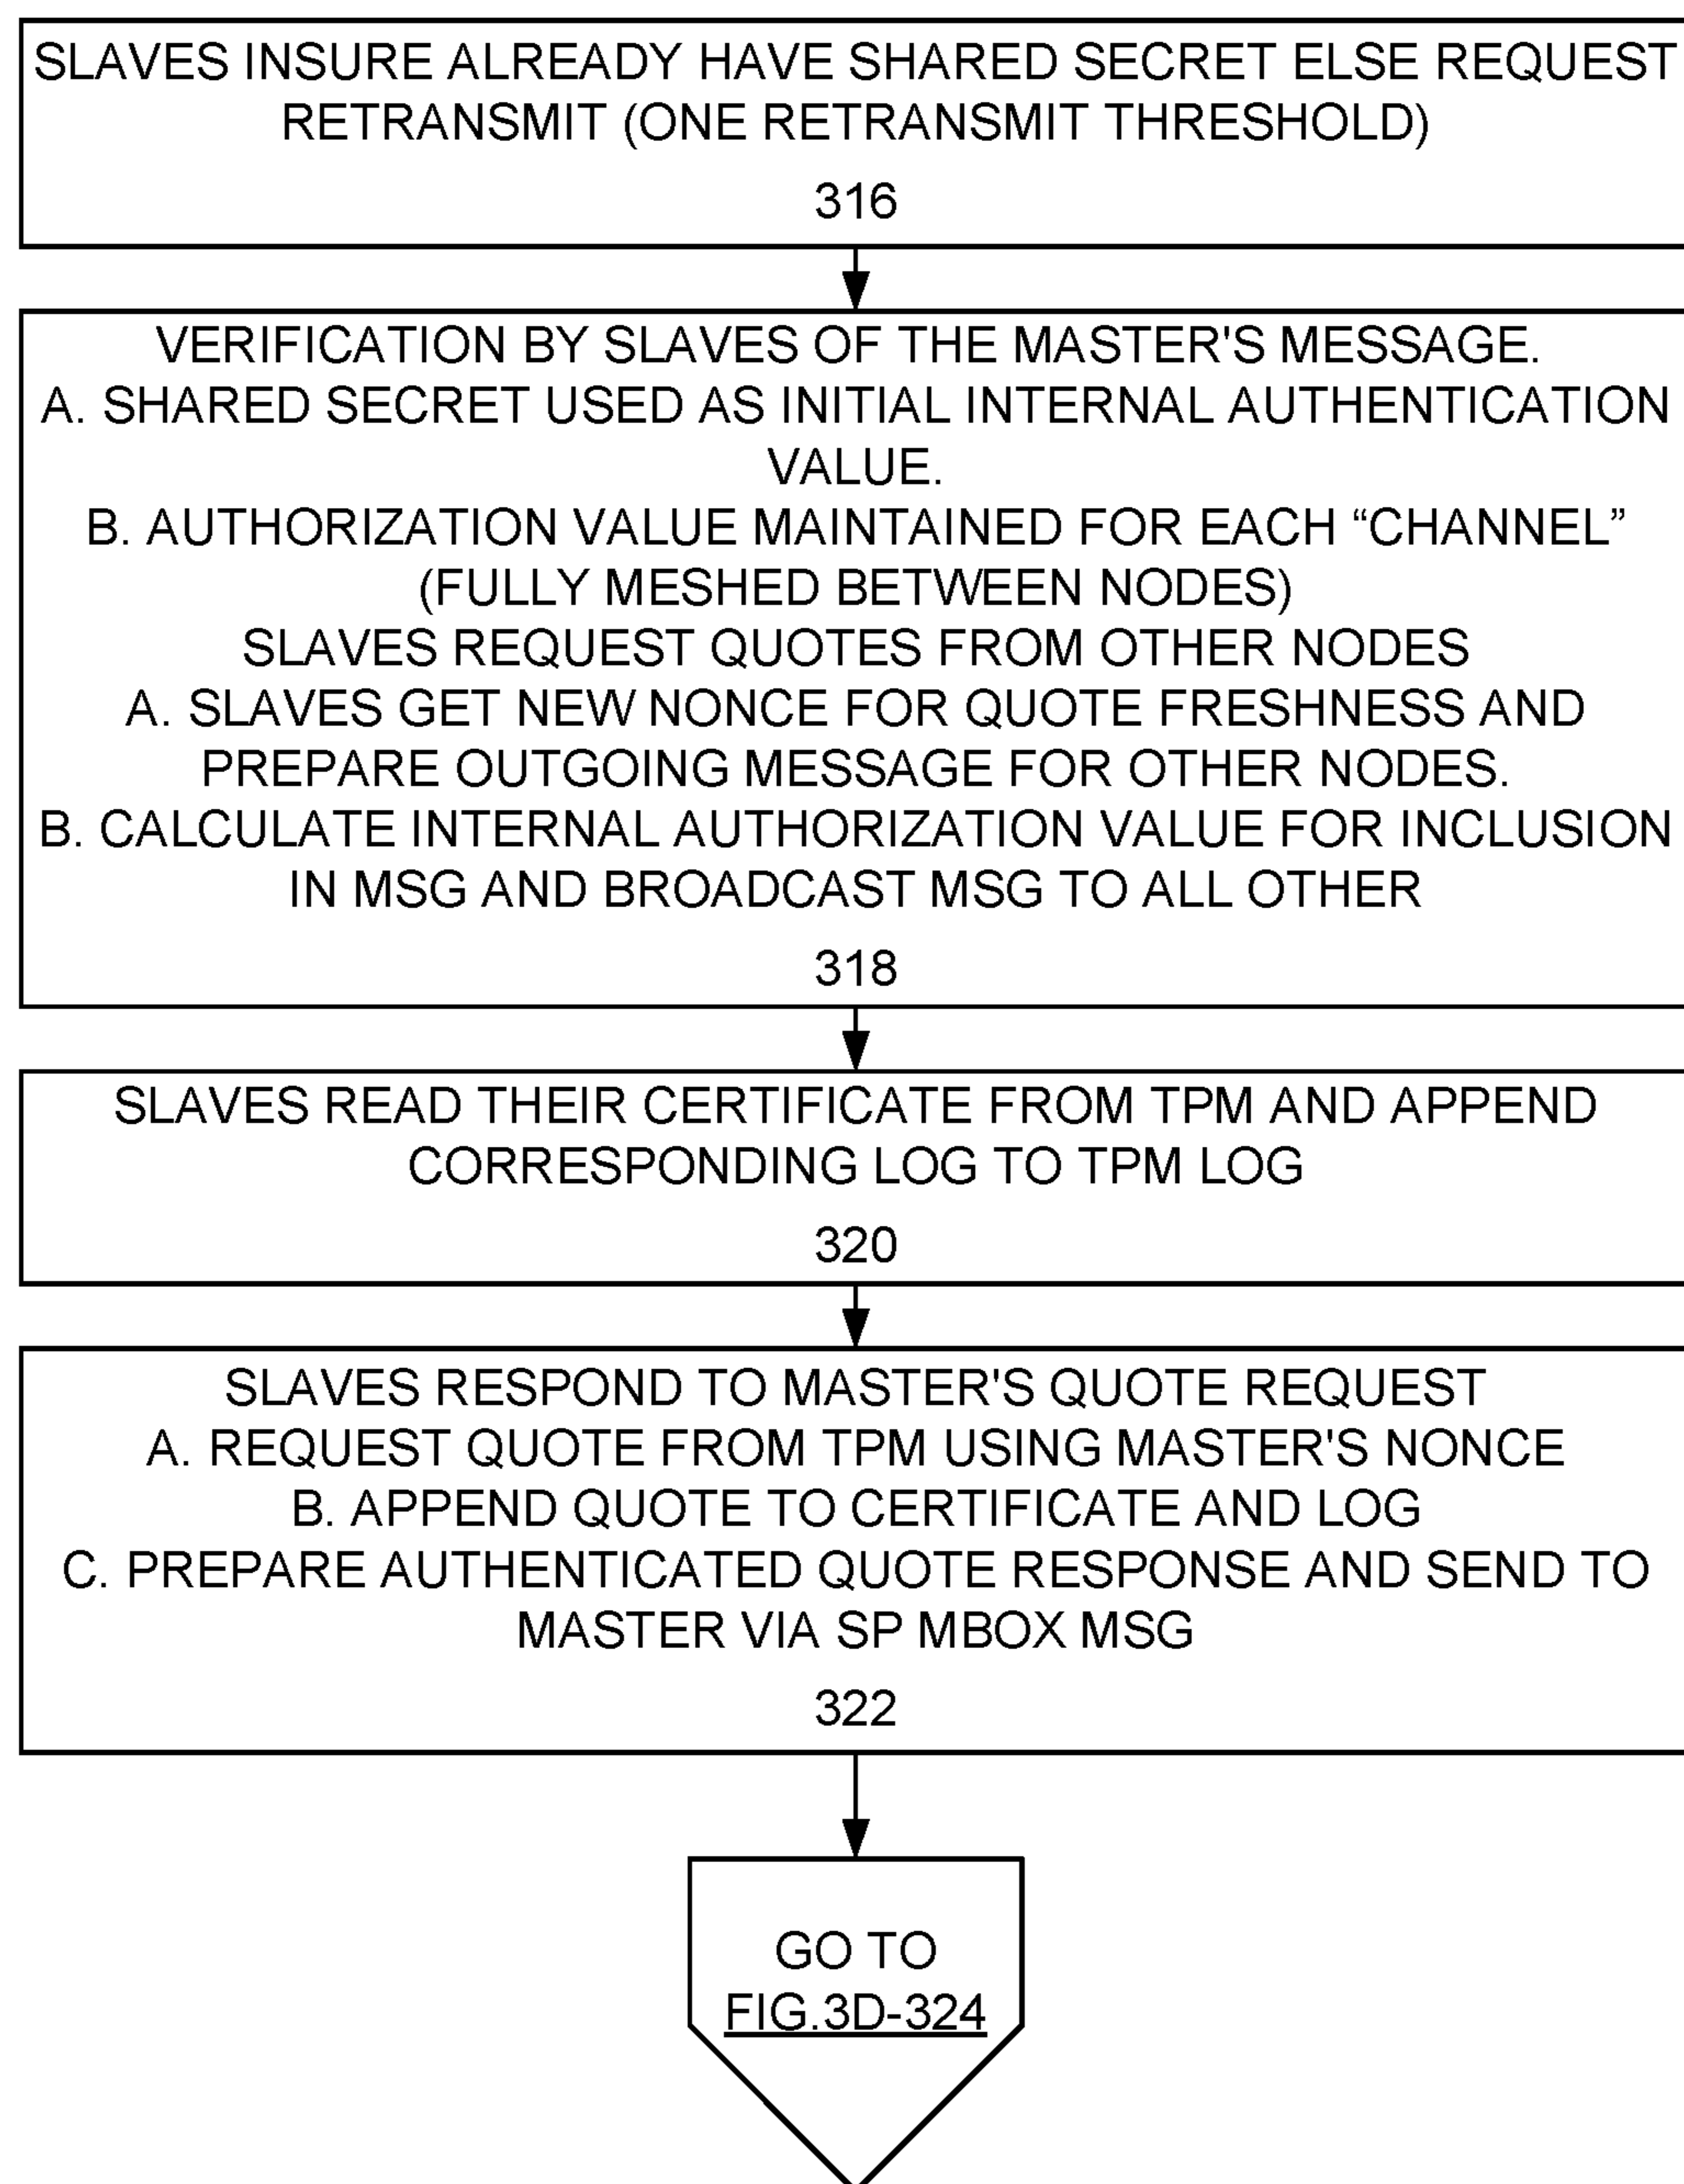 SLAVES INSURE ALREADY HAVE SHARED SECRET ELSE REQUEST
RETRANSMIT (ONE RETRANSMIT THRESHOLD)
316
VERIFICATION BY SLAVES OF THE MASTER'S MESSAGE.
A. SHARED SECRET USED AS INITIAL INTERNAL AUTHENTICATION
VALUE.
B. AUTHORIZATION VALUE MAINTAINED FOR EACH “CHANNEL”
(FULLY MESHED BETWEEN NODES)
SLAVES REQUEST QUOTES FROM OTHER NODES
A. SLAVES GET NEW NONCE FOR QUOTE FRESHNESS AND
PREPARE OUTGOING MESSAGE FOR OTHER NODES.
B. CALCULATE INTERNAL AUTHORIZATION VALUE FOR INCLUSION
IN MSG AND BROADCAST MSG TO ALL OTHER
318
SLAVES READ THEIR CERTIFICATE FROM TPM AND APPEND
CORRESPONDING LOG TO TPM LOG
320
SLAVES RESPOND TO MASTER'S QUOTE REQUEST
A. REQUEST QUOTE FROM TPM USING MASTER'S NONCE
B. APPEND QUOTE TO CERTIFICATE AND LOG
C. PREPARE AUTHENTICATED QUOTE RESPONSE AND SEND TO
MASTER VIA SP MBOX MSG
322
GO TO
FIG.3D-324